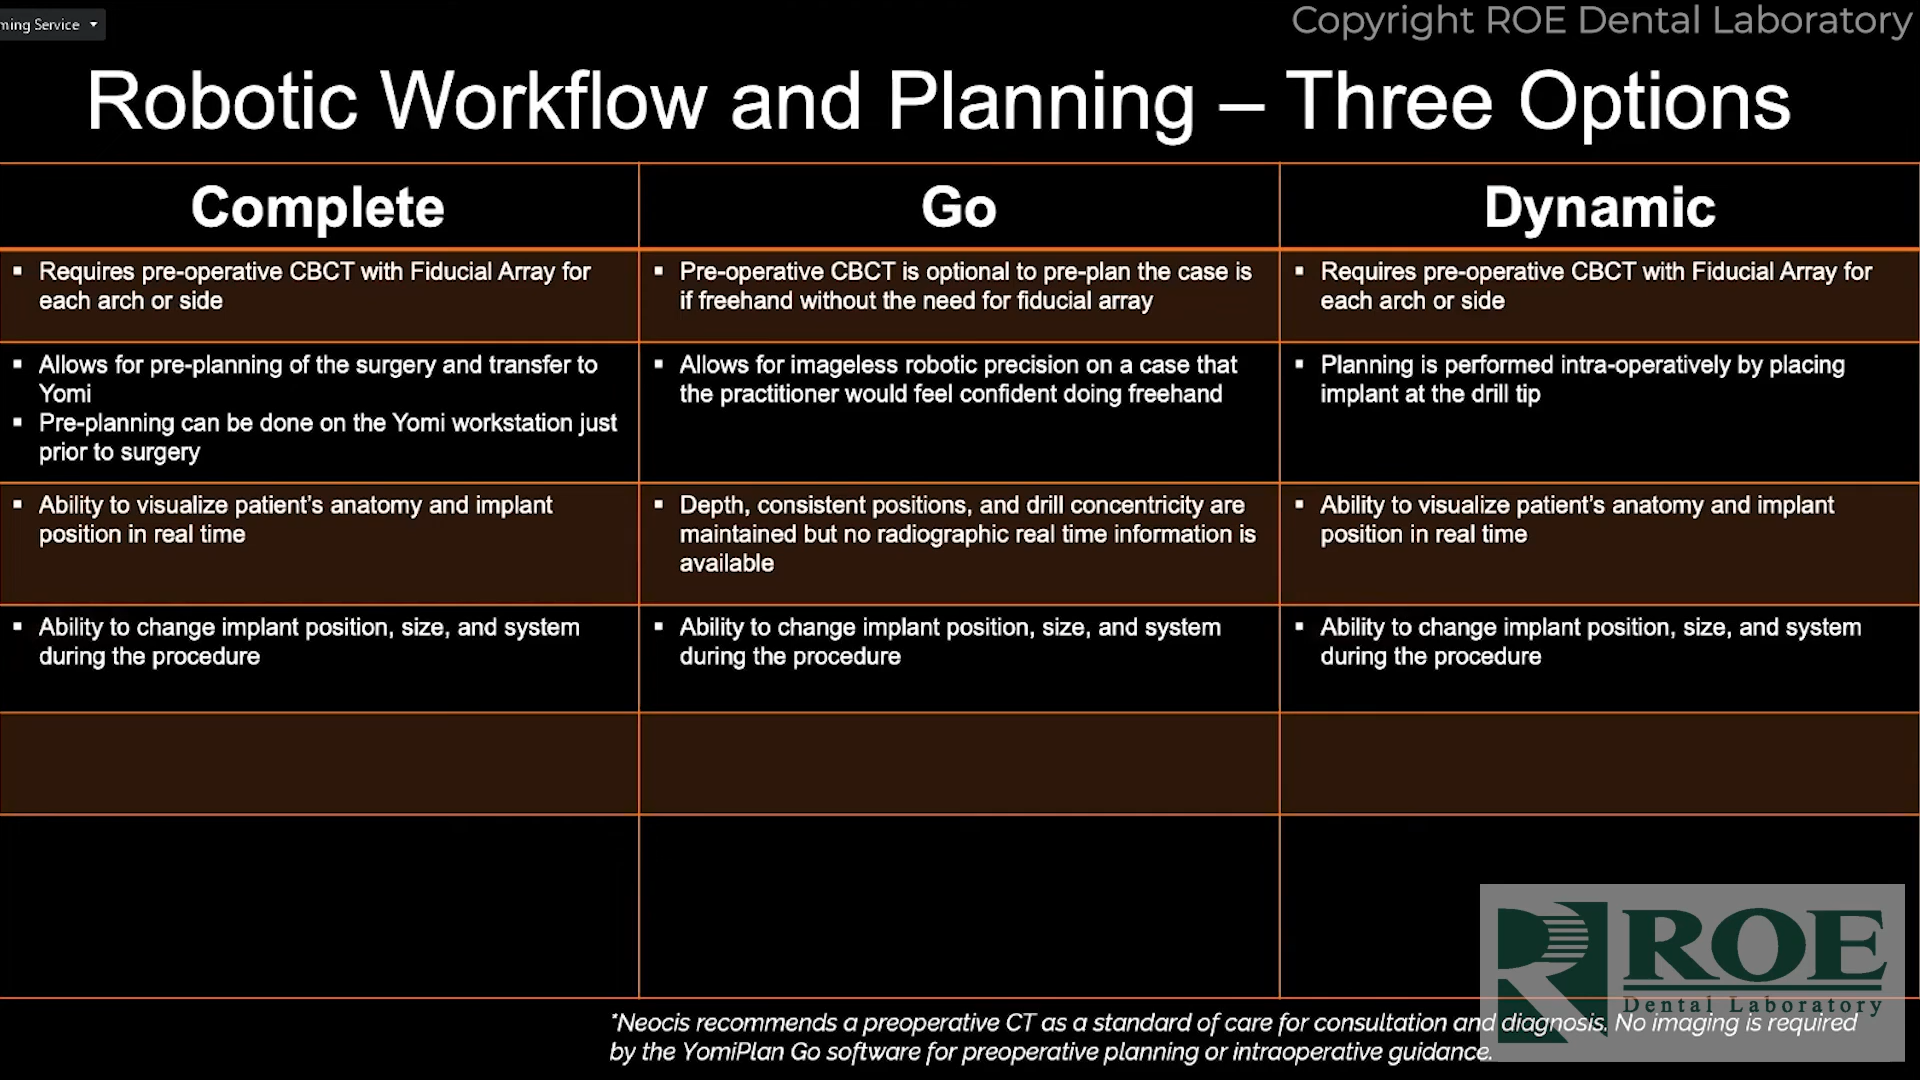 ming Service
Copyright ROE Dental Laboratory
Robotic Workflow and Planning – Three Options
Complete
Go
Dynamic
▪ Requires pre-operative CBCT with Fiducial Array for
each arch or side
▪ Pre-operative CBCT is optional to pre-plan the case is
if freehand without the need for fiducial array
▪ Requires pre-operative CBCT with Fiducial Array for
each arch or side
▪ Allows for pre-planning of the surgery and transfer to
Yomi
▪ Pre-planning can be done on the Yomi workstation just
prior to surgery
▪ Allows for imageless robotic precision on a case that
the practitioner would feel confident doing freehand
▪ Planning is performed intra-operatively by placing
implant at the drill tip
▪ Ability to visualize patient's anatomy and implant
position in real time
▪ Depth, consistent positions, and drill concentricity are
maintained but no radiographic real time information is
available
▪ Ability to visualize patient's anatomy and implant
position in real time
▪ Ability to change implant position, size, and system
during the procedure
▪ Ability to change implant position, size, and system
during the procedure
▪ Ability to change implant position, size, and system
during the procedure
ROE
Dental Laboratory
*Neocis recommends a preoperative CT as a standard of care for consultation and diagnosis. No imaging is required
by the YomiPlan Go software for preoperative planning or intraoperative guidance.